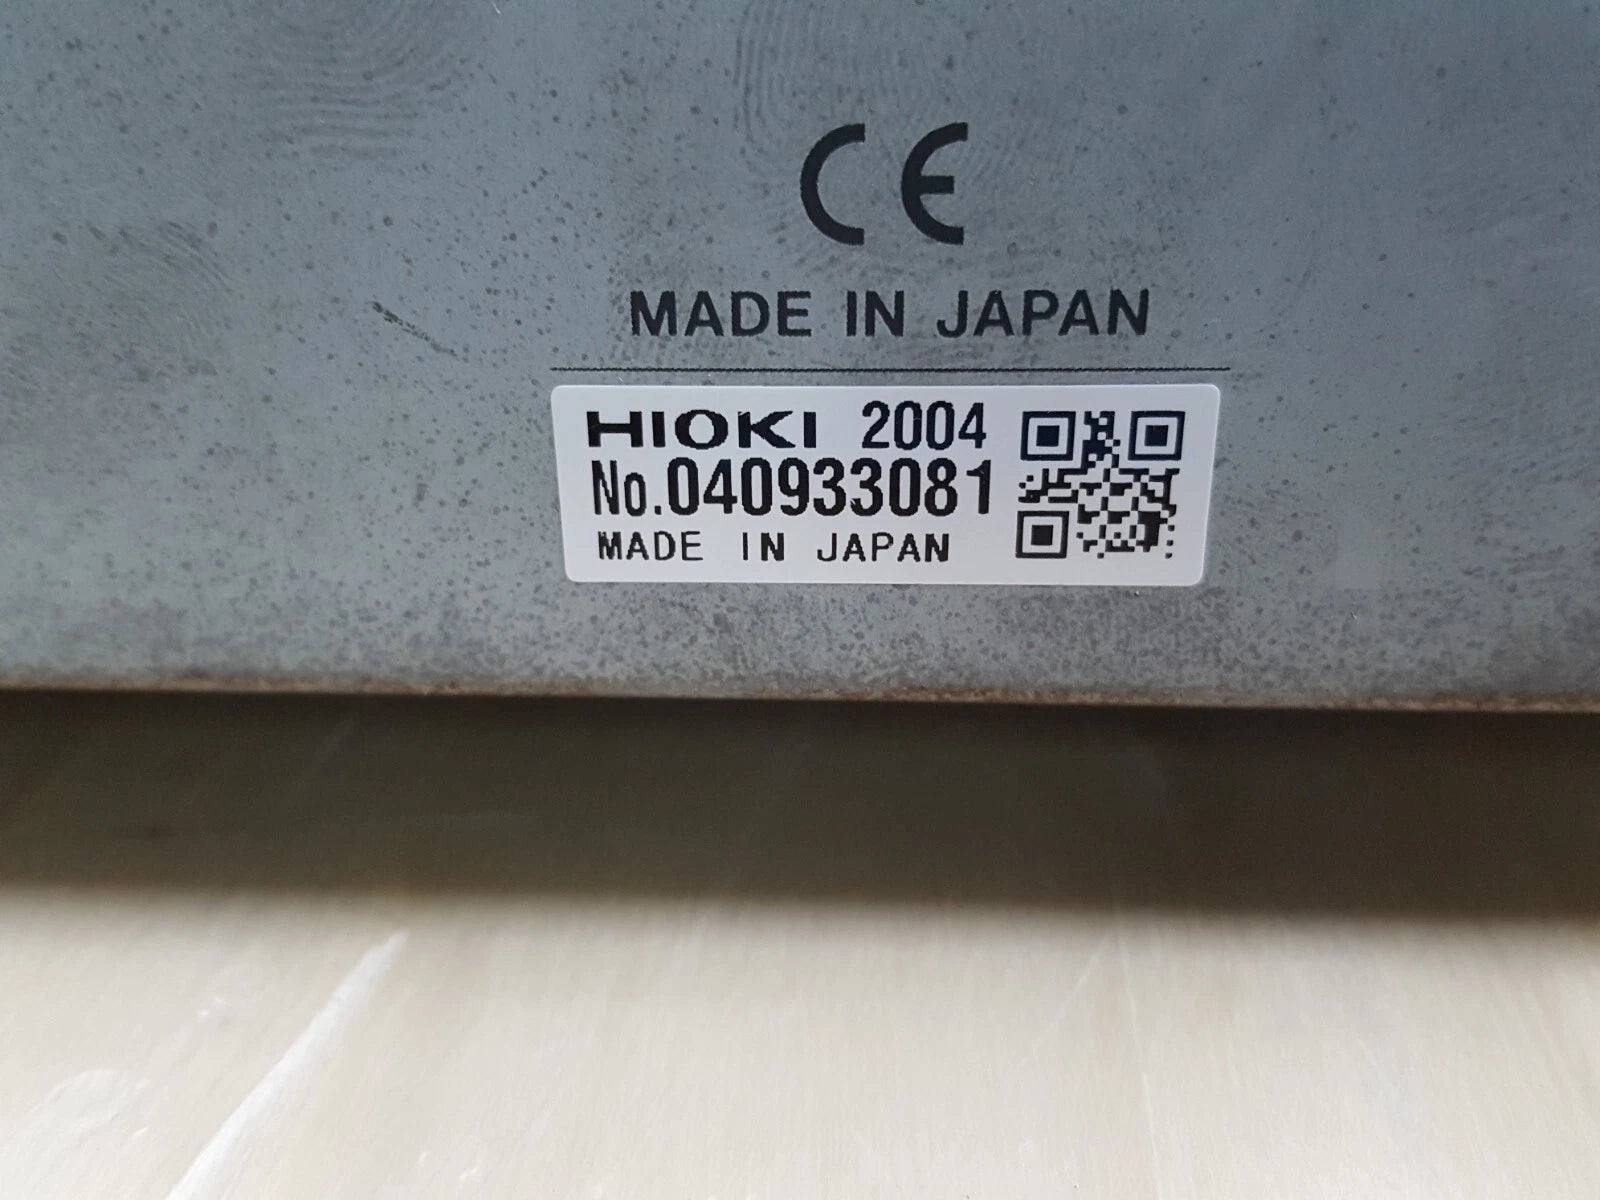 CE
MADE IN JAPAN
HIOKI 2004
No.040933081
MADE IN JAPAN